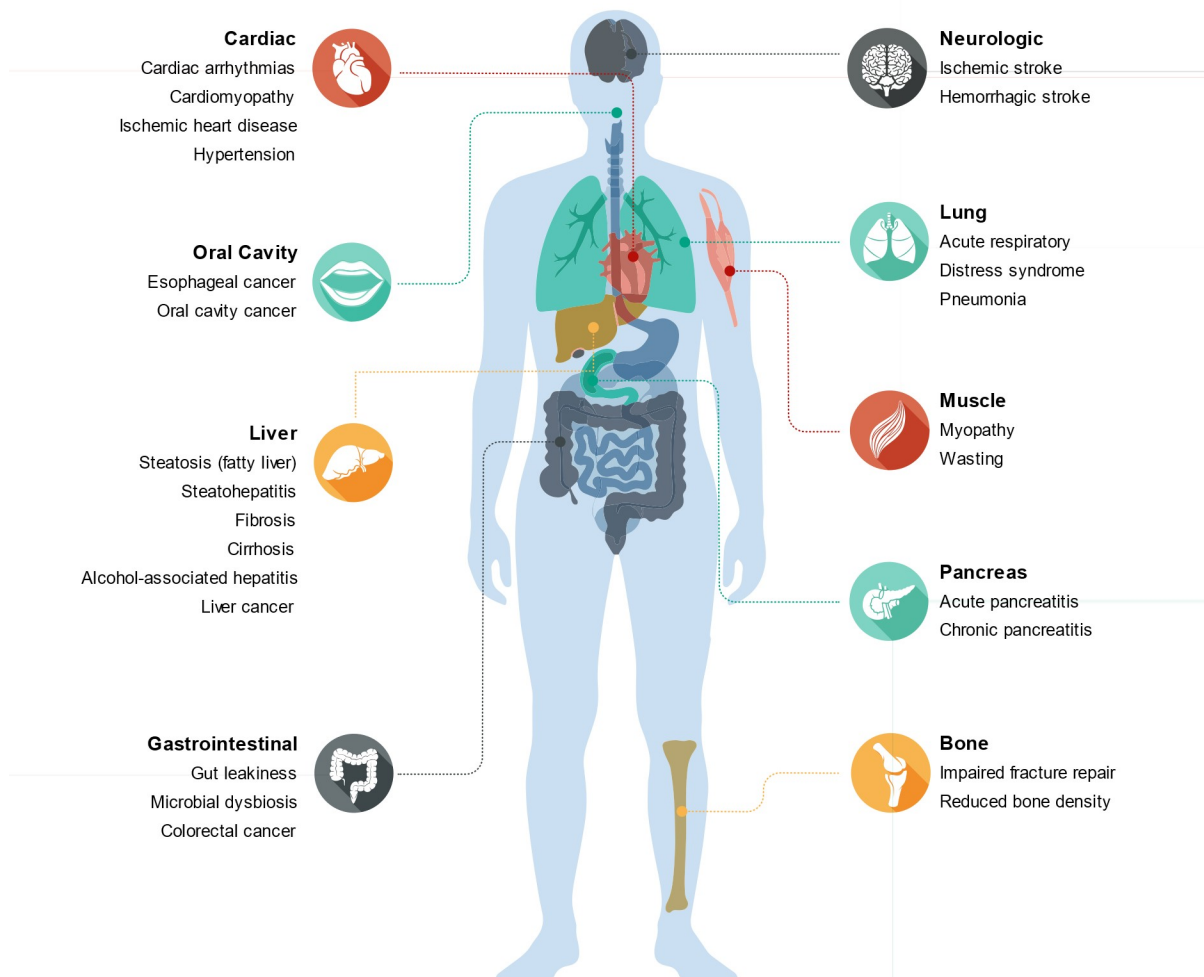 Cardiac
Cardiac arrhythmias
Cardiomyopathy
Ischemic heart disease
Hypertension
Oral Cavity
Esophageal cancer
Oral cavity cancer
Liver
Steatosis (fatty liver)
Steatohepatitis
Fibrosis
Cirrhosis
Alcohol-associated hepatitis
Liver cancer
Gastrointestinal
Gut leakiness
Microbial dysbiosis
Colorectal cancer
Neurologic
Ischemic stroke
Hemorrhagic stroke
Lung
Acute respiratory
Distress syndrome
Pneumonia
Muscle
Myopathy
Wasting
Pancreas
Acute pancreatitis
Chronic pancreatitis
Bone
Impaired fracture repair
Reduced bone density